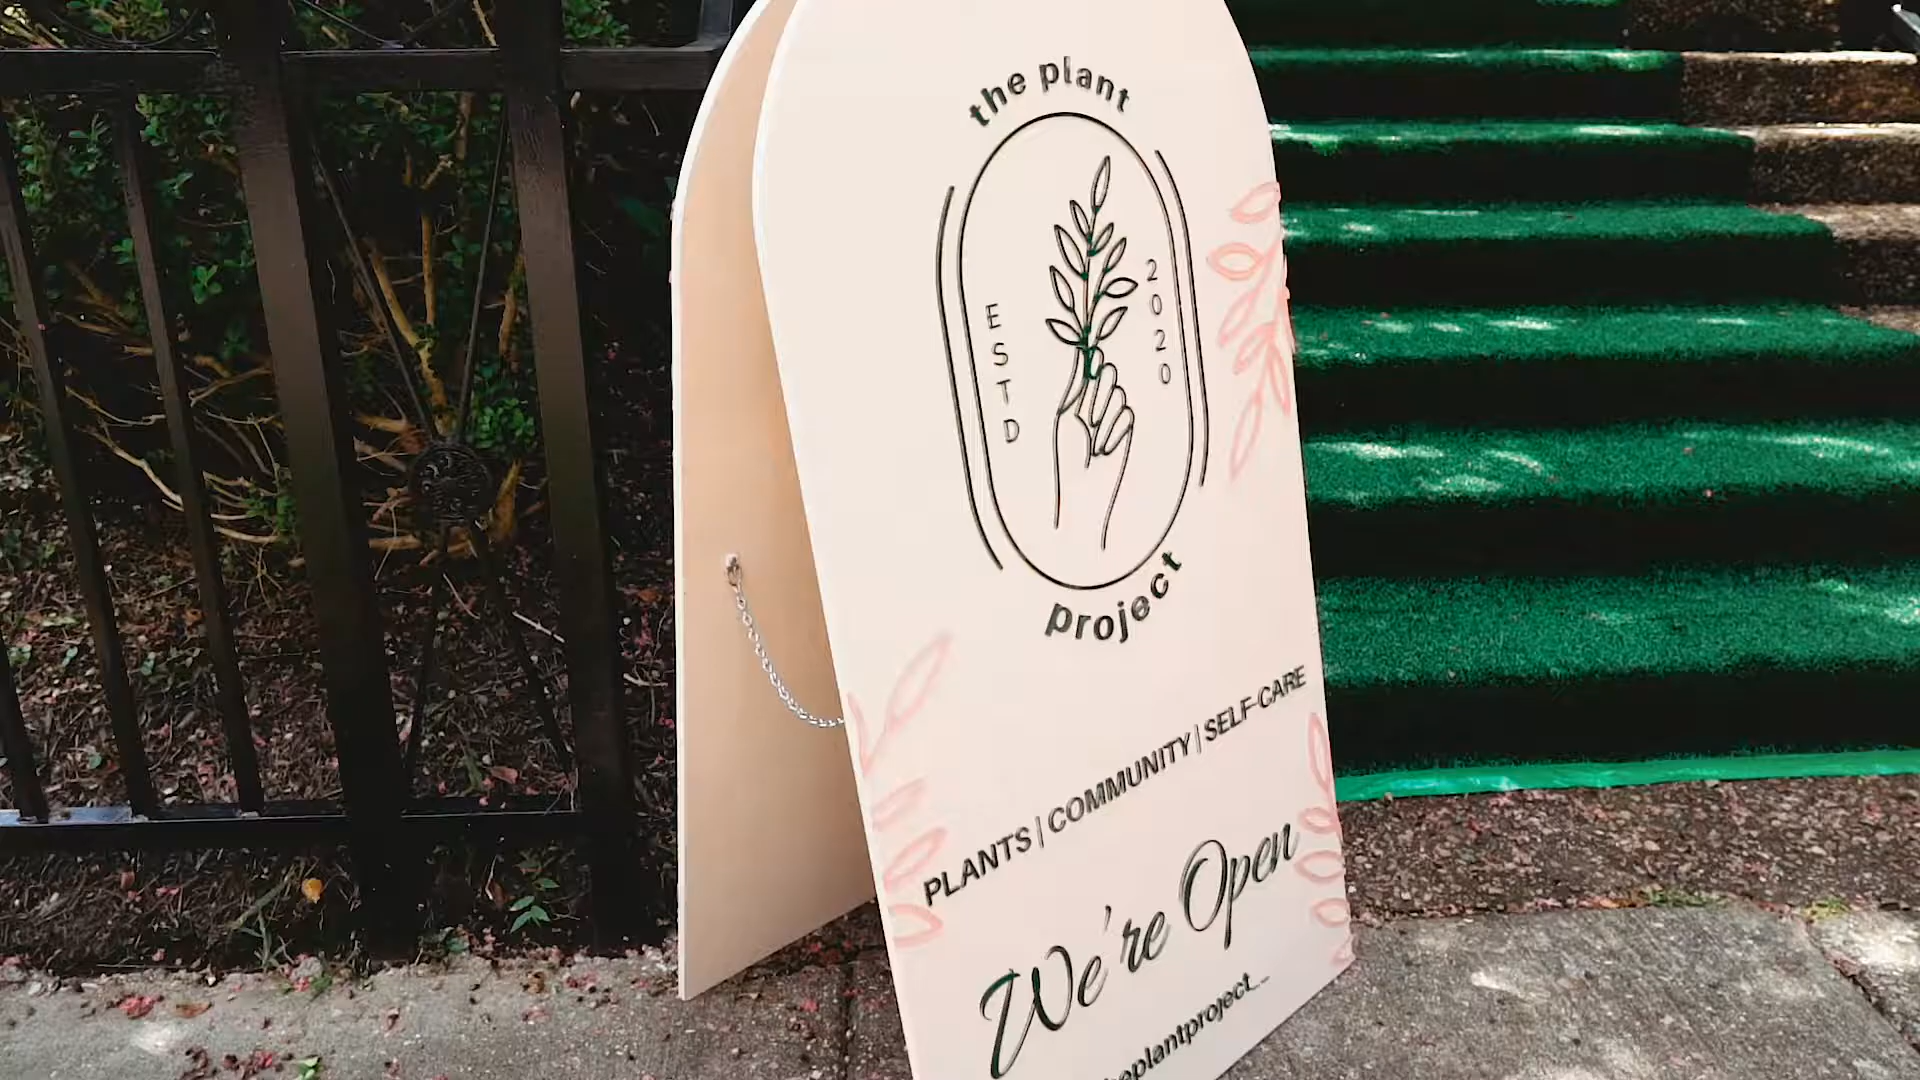 the plant
ESTD
2020
project
PLANTS | COMMUNITY | SELF-CARE
We're Open